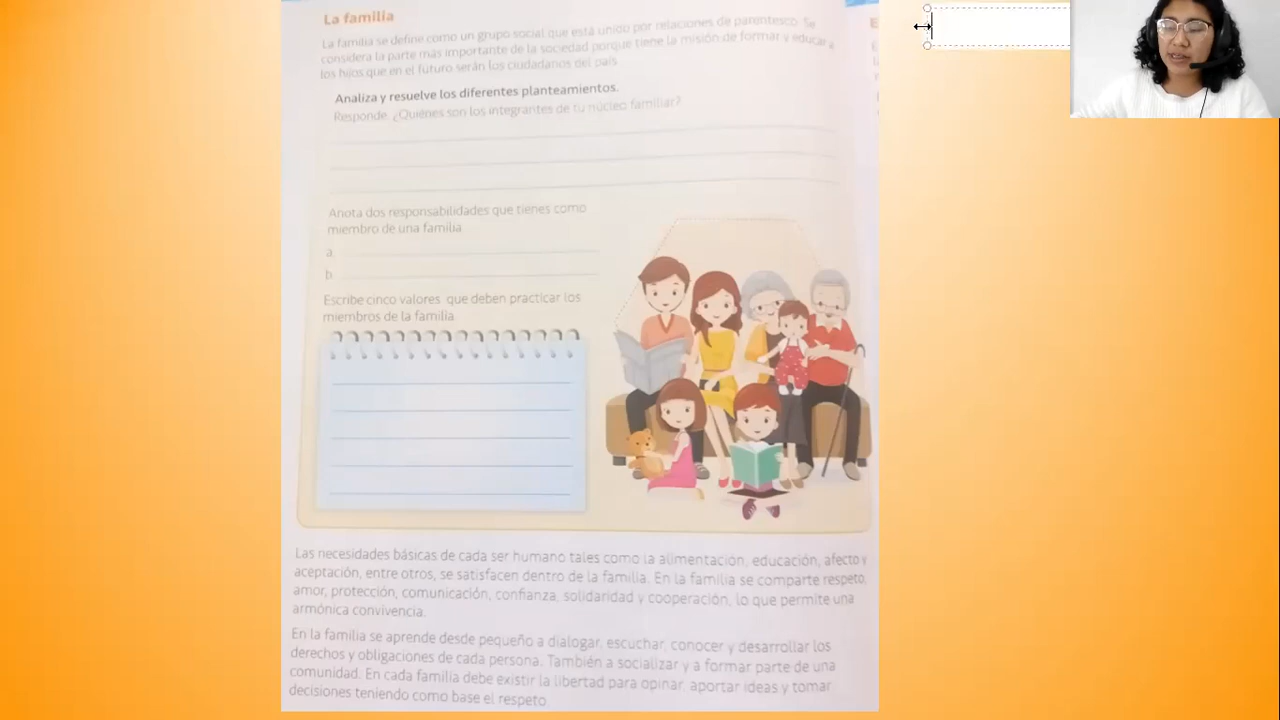 La familia
La familia se define como un grupo social que está unido por relaciones de parentesco. Se
considera la parte más importante de la sociedad porque tiene la misión de formar y educar a
los hijos que en el futuro serán los ciudadanos del país.
Analiza y resuelve los diferentes planteamientos.
Responde. ¿Quiénes son los integrantes de tu núcleo familiar?
Anota dos responsabilidades que tienes como
miembro de una familia.
a.
b.
Escribe cinco valores que deben practicar los
miembros de la familia.
Las necesidades básicas de cada ser humano tales como la alimentación, educación, afecto y
aceptación, entre otros, se satisfacen dentro de la familia. En la familia se comparte respeto,
amor, protección, comunicación, confianza, solidaridad y cooperación, lo que permite una
armónica convivencia.
En la familia se aprende desde pequeño a dialogar, escuchar, conocer y desarrollar los
derechos y obligaciones de cada persona. También a socializar y a formar parte de una
comunidad. En cada familia debe existir la libertad para opinar, aportar ideas y tomar
decisiones teniendo como base el respeto.